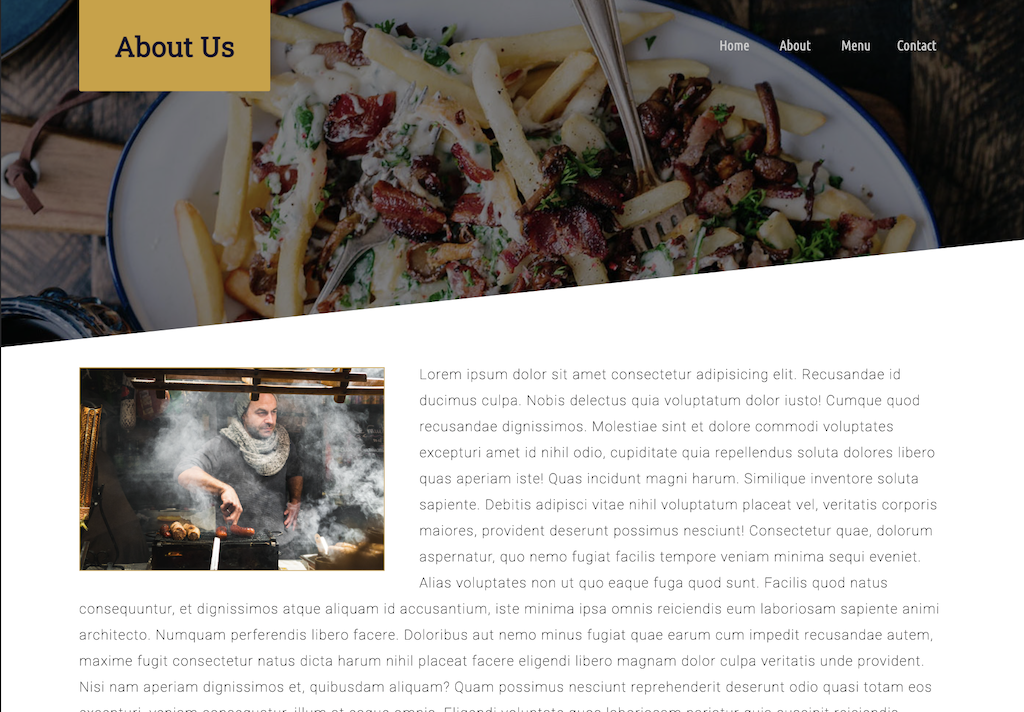 About Us
Home About Menu Contact
Lorem ipsum dolor sit amet consectetur adipisicing elit. Recusandae id
ducimus culpa. Nobis delectus quia voluptatum dolor iusto! Cumque quod
recusandae dignissimos. Molestiae sint et dolore commodi voluptates
excepturi amet id nihil odio, cupiditate quia repellendus soluta dolores libero
quas aperiam iste! Quas incidunt magni harum. Similique inventore soluta
sapiente. Debitis adipisci vitae nihil voluptatum placeat vel, veritatis corporis
maiores, provident deserunt possimus nesciunt! Consectetur quae, dolorum
aspernatur, quo nemo fugiat facilis tempore veniam minima sequi eveniet.
Alias voluptates non ut quo eaque fuga quod sunt. Facilis quod natus
consequuntur, et dignissimos atque aliquam id accusantium, iste minima ipsa omnis reiciendis eum laboriosam sapiente animi
architecto. Numquam perferendis libero facere. Doloribus aut nemo minus fugiat quae earum cum impedit recusandae autem,
maxime fugit consectetur natus dicta harum nihil placeat facere eligendi libero magnam dolor culpa veritatis unde provident.
Nisi nam aperiam dignissimos et, quibusdam aliquam? Quam possimus nesciunt reprehenderit deserunt odio quasi totam eos